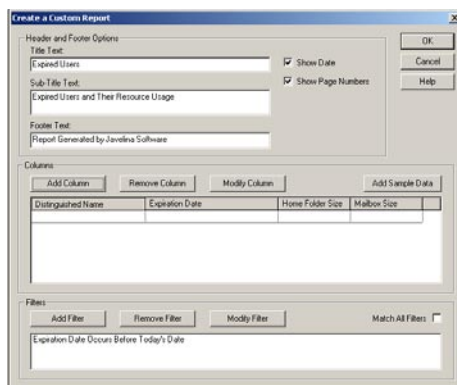 Create a Custom Report
Header and Footer Options
Title Text:
Expired Users
Show Date
Sub-Title Text:
Show Page Numbers
Expired Users and Their Resource Usage
Footer Text:
Report Generated by Javelina Software
OK
Cancel
Help
Columns
Add Column Remove Column Modify Column Add Sample Data
Distinguished Name Expiration Date Home Folder Size Mailbox Size
Filters
Add Filter Remove Filter Modify Filter Match All Filters
Expiration Date Occurs Before Today's Date